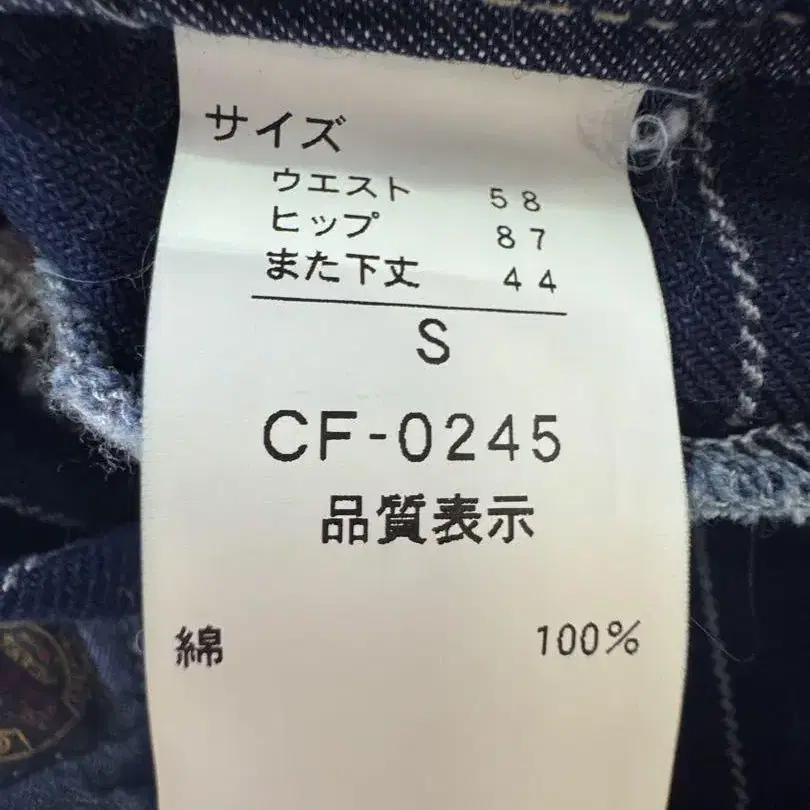 サイズ
ウエスト 58
ヒップ 87
また下丈 44
S
CF-0245
品質表示
綿 100%